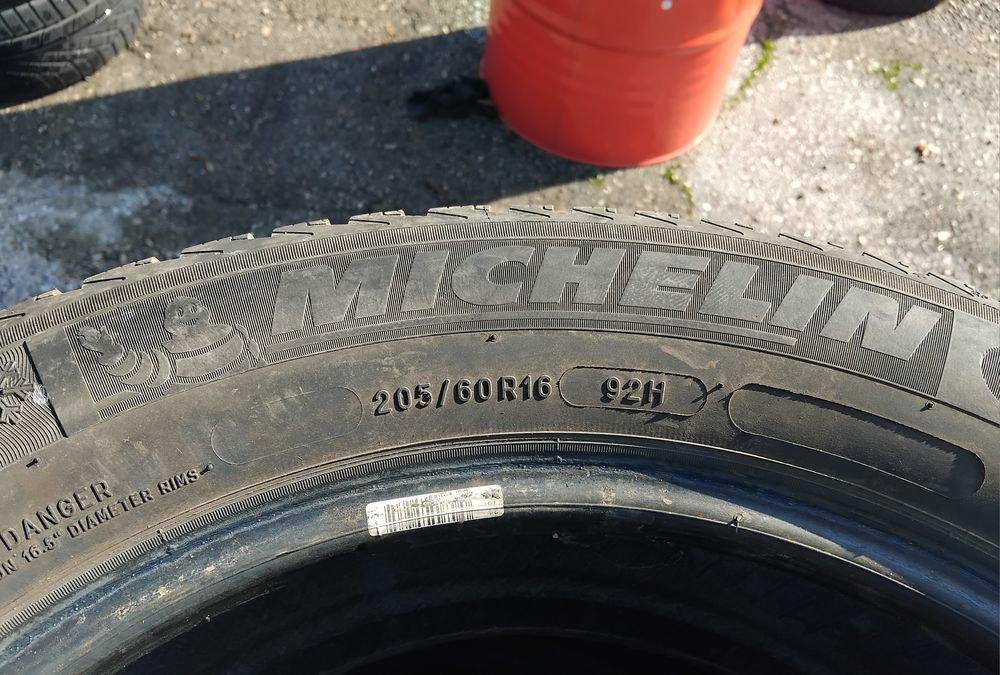 MICHELIN
205/60R16 92H
DANGER
16.5" DIAMETER RIMS